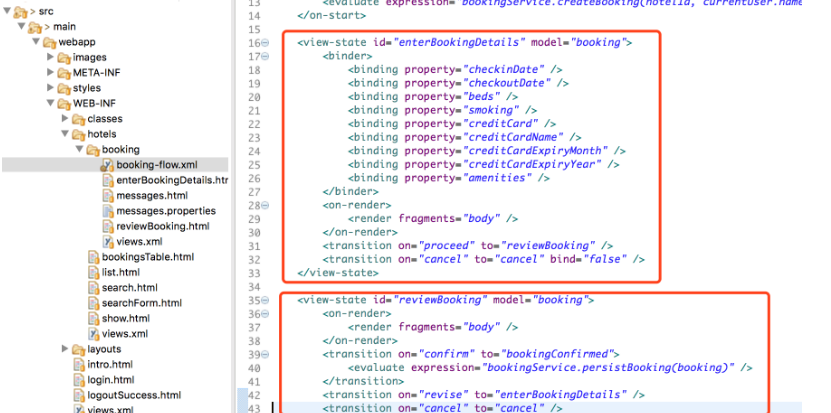 src
main
webapp
images
META-INF
styles
WEB-INF
classes
hotels
booking
booking-flow.xml
enterBookingDetails.htr
messages.html
messages.properties
reviewBooking.html
views.xml
bookingsTable.html
list.html
search.html
searchForm.html
show.html
views.xml
layouts
intro.html
login.html
logoutSuccess.html
views.xml
13 <evaluate expression="bookingService.createBooking(hotelId, currentUser.name
14 </on-start>
15
16 <view-state id="enterBookingDetails" model="booking">
17 <binder>
18 <binding property="checkinDate" />
19 <binding property="checkoutDate" />
20 <binding property="beds" />
21 <binding property="smoking" />
22 <binding property="creditCard" />
23 <binding property="creditCardName" />
24 <binding property="creditCardExpiryMonth" />
25 <binding property="creditCardExpiryYear" />
26 <binding property="amenities" />
27 </binder>
28 <on-render>
29 <render fragments="body" />
30 </on-render>
31 <transition on="proceed" to="reviewBooking" />
32 <transition on="cancel" to="cancel" bind="false" />
33 </view-state>
34
35 <view-state id="reviewBooking" model="booking">
36 <on-render>
37 <render fragments="body" />
38 </on-render>
39 <transition on="confirm" to="bookingConfirmed">
40 <evaluate expression="bookingService.persistBooking(booking)" />
41 </transition>
42 <transition on="revise" to="enterBookingDetails" />
43 <transition on="cancel" to="cancel" />